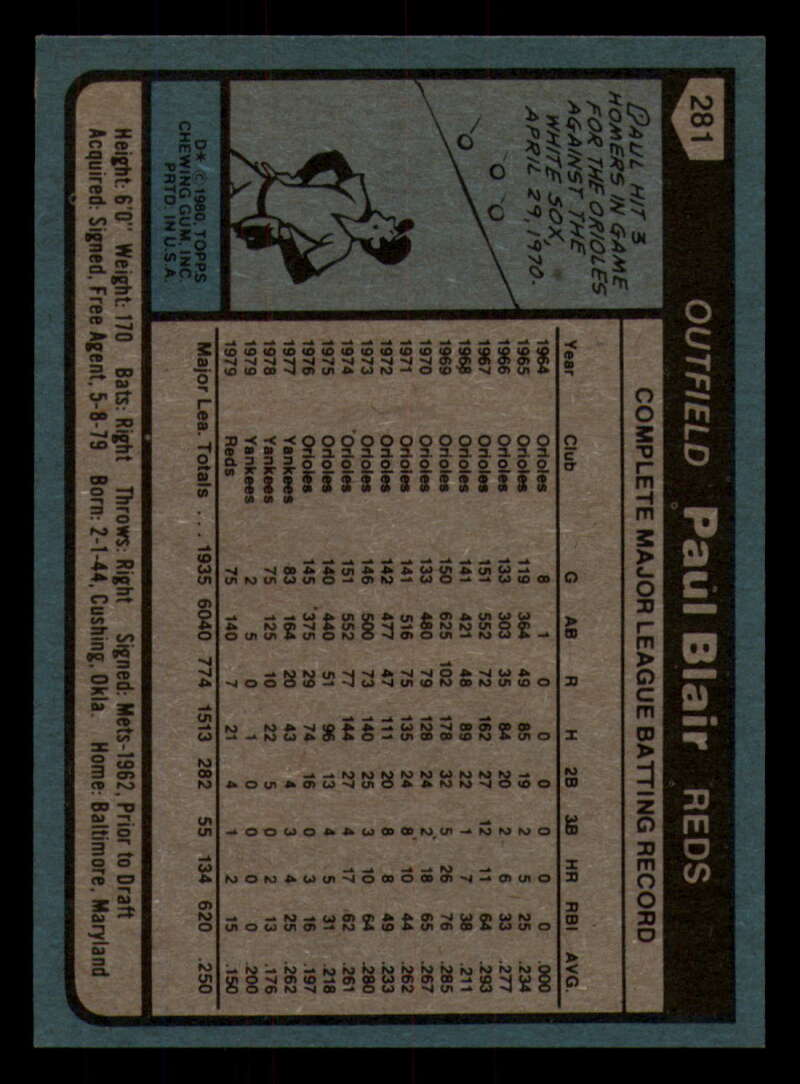 281
OUTFIELD Paul Blair REDS
COMPLETE MAJOR LEAGUE BATTING RECORD
Year Club G AB R H 2B 3B HR RBI AVG.
1964 Orioles 8 1 0 0 0 0 0 0 .000
1965 Orioles 119 364 49 85 19 2 5 25 .234
1966 Orioles 133 303 35 84 20 2 6 33 .277
1967 Orioles 151 552 72 162 27 12 11 64 .293
1968 Orioles 141 421 48 89 22 1 7 38 .211
1969 Orioles 150 625 102 178 32 5 26 76 .285
1970 Orioles 133 480 79 128 24 2 18 65 .267
1971 Orioles 141 516 75 135 24 8 10 44 .262
1972 Orioles 142 477 47 111 20 8 8 49 .233
1973 Orioles 146 500 73 140 25 3 10 64 .280
1974 Orioles 151 552 77 144 27 4 17 62 .261
1975 Orioles 140 440 51 96 13 4 5 31 .218
1976 Orioles 145 375 29 74 16 0 3 16 .197
1977 Yankees 83 164 20 43 4 3 4 25 .262
1978 Yankees 75 125 10 22 5 0 2 13 .176
1979 Yankees 2 5 0 1 0 0 0 0 .200
1979 Reds 75 140 7 21 4 1 2 15 .150
Major Lea. Totals . . . 1935 6040 774 1513 282 55 134 620 .250
PAUL HIT 3
HOMERS IN GAME
FOR THE ORIOLES
AGAINST THE
WHITE SOX,
APRIL 29, 1970.
D* © 1980 TOPPS
CHEWING GUM, INC.
PRTD. IN U.S.A.
Height: 6'0" Weight: 170 Bats: Right Throws: Right Signed: Mets-1962, Prior to Draft
Acquired: Signed, Free Agent, 5-8-79 Born: 2-1-44, Cushing, Okla. Home: Baltimore, Maryland